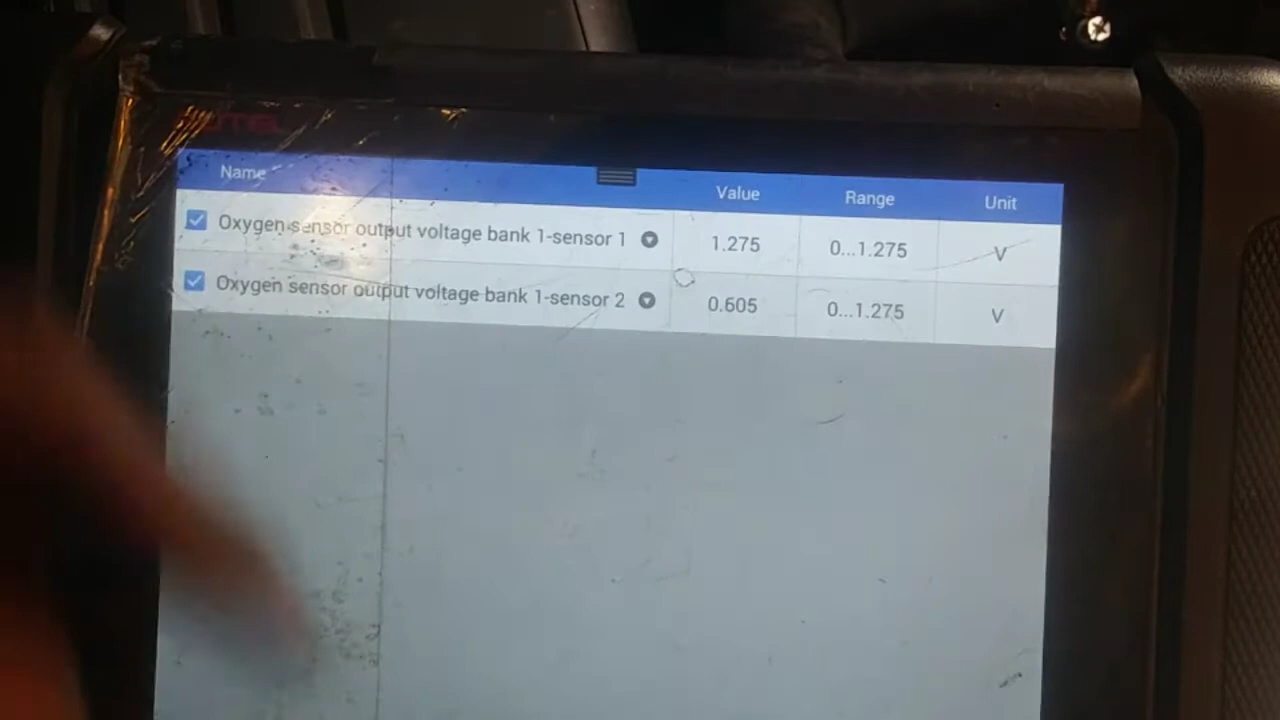 AUTEL
Name Value Range Unit
Oxygen sensor output voltage bank 1-sensor 1 1.275 0...1.275 V
Oxygen sensor output voltage bank 1-sensor 2 0.605 0...1.275 V